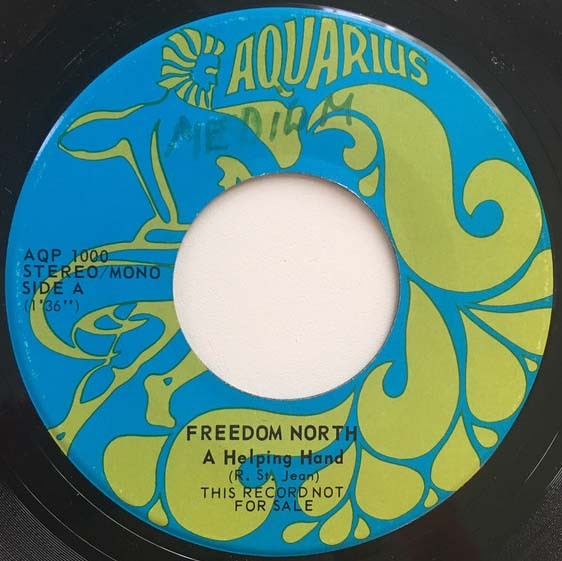 AQUARIUS
MEDIUM
AQP 1000
STEREO/MONO
SIDE A
(1'36")
FREEDOM NORTH
A Helping Hand
(R. St. Jean)
THIS RECORD NOT
FOR SALE